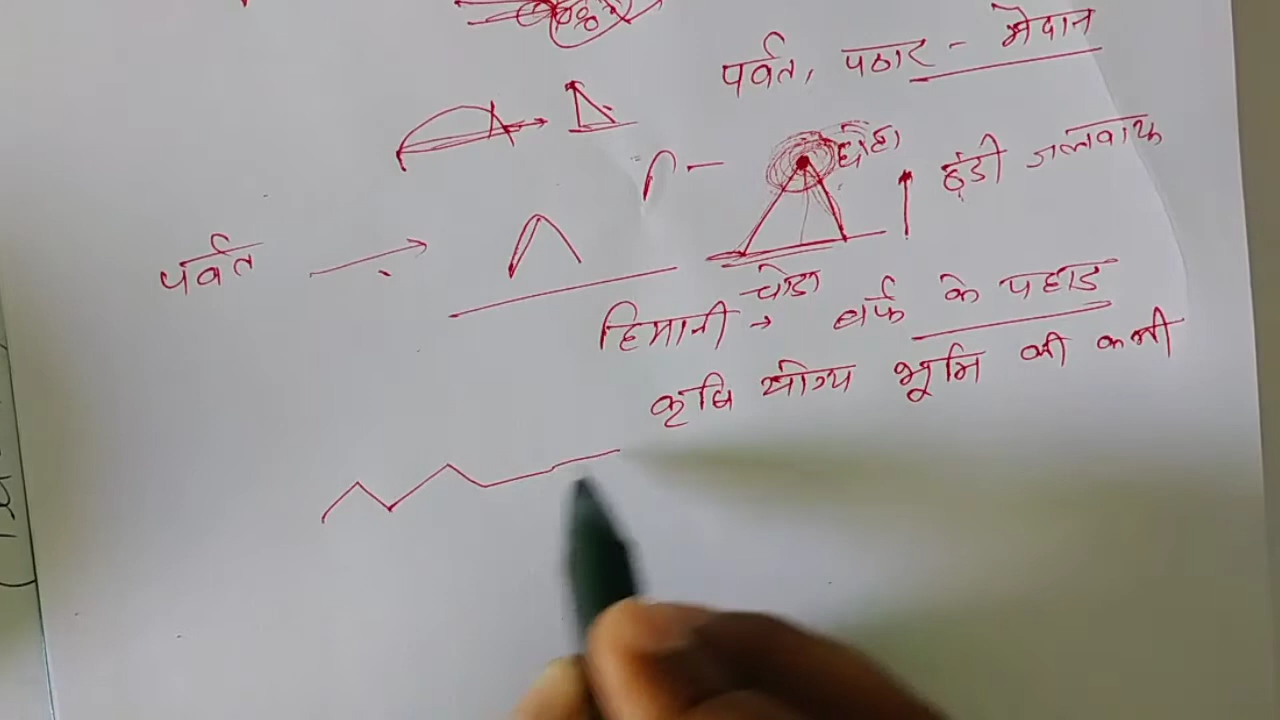 पर्वत, पठार - मैदान
छोटा
ठंडी जलवायु
पर्वत
चौडा
हिमानी → बर्फ के पहाड
कृषि योग्य भूमि की कमी